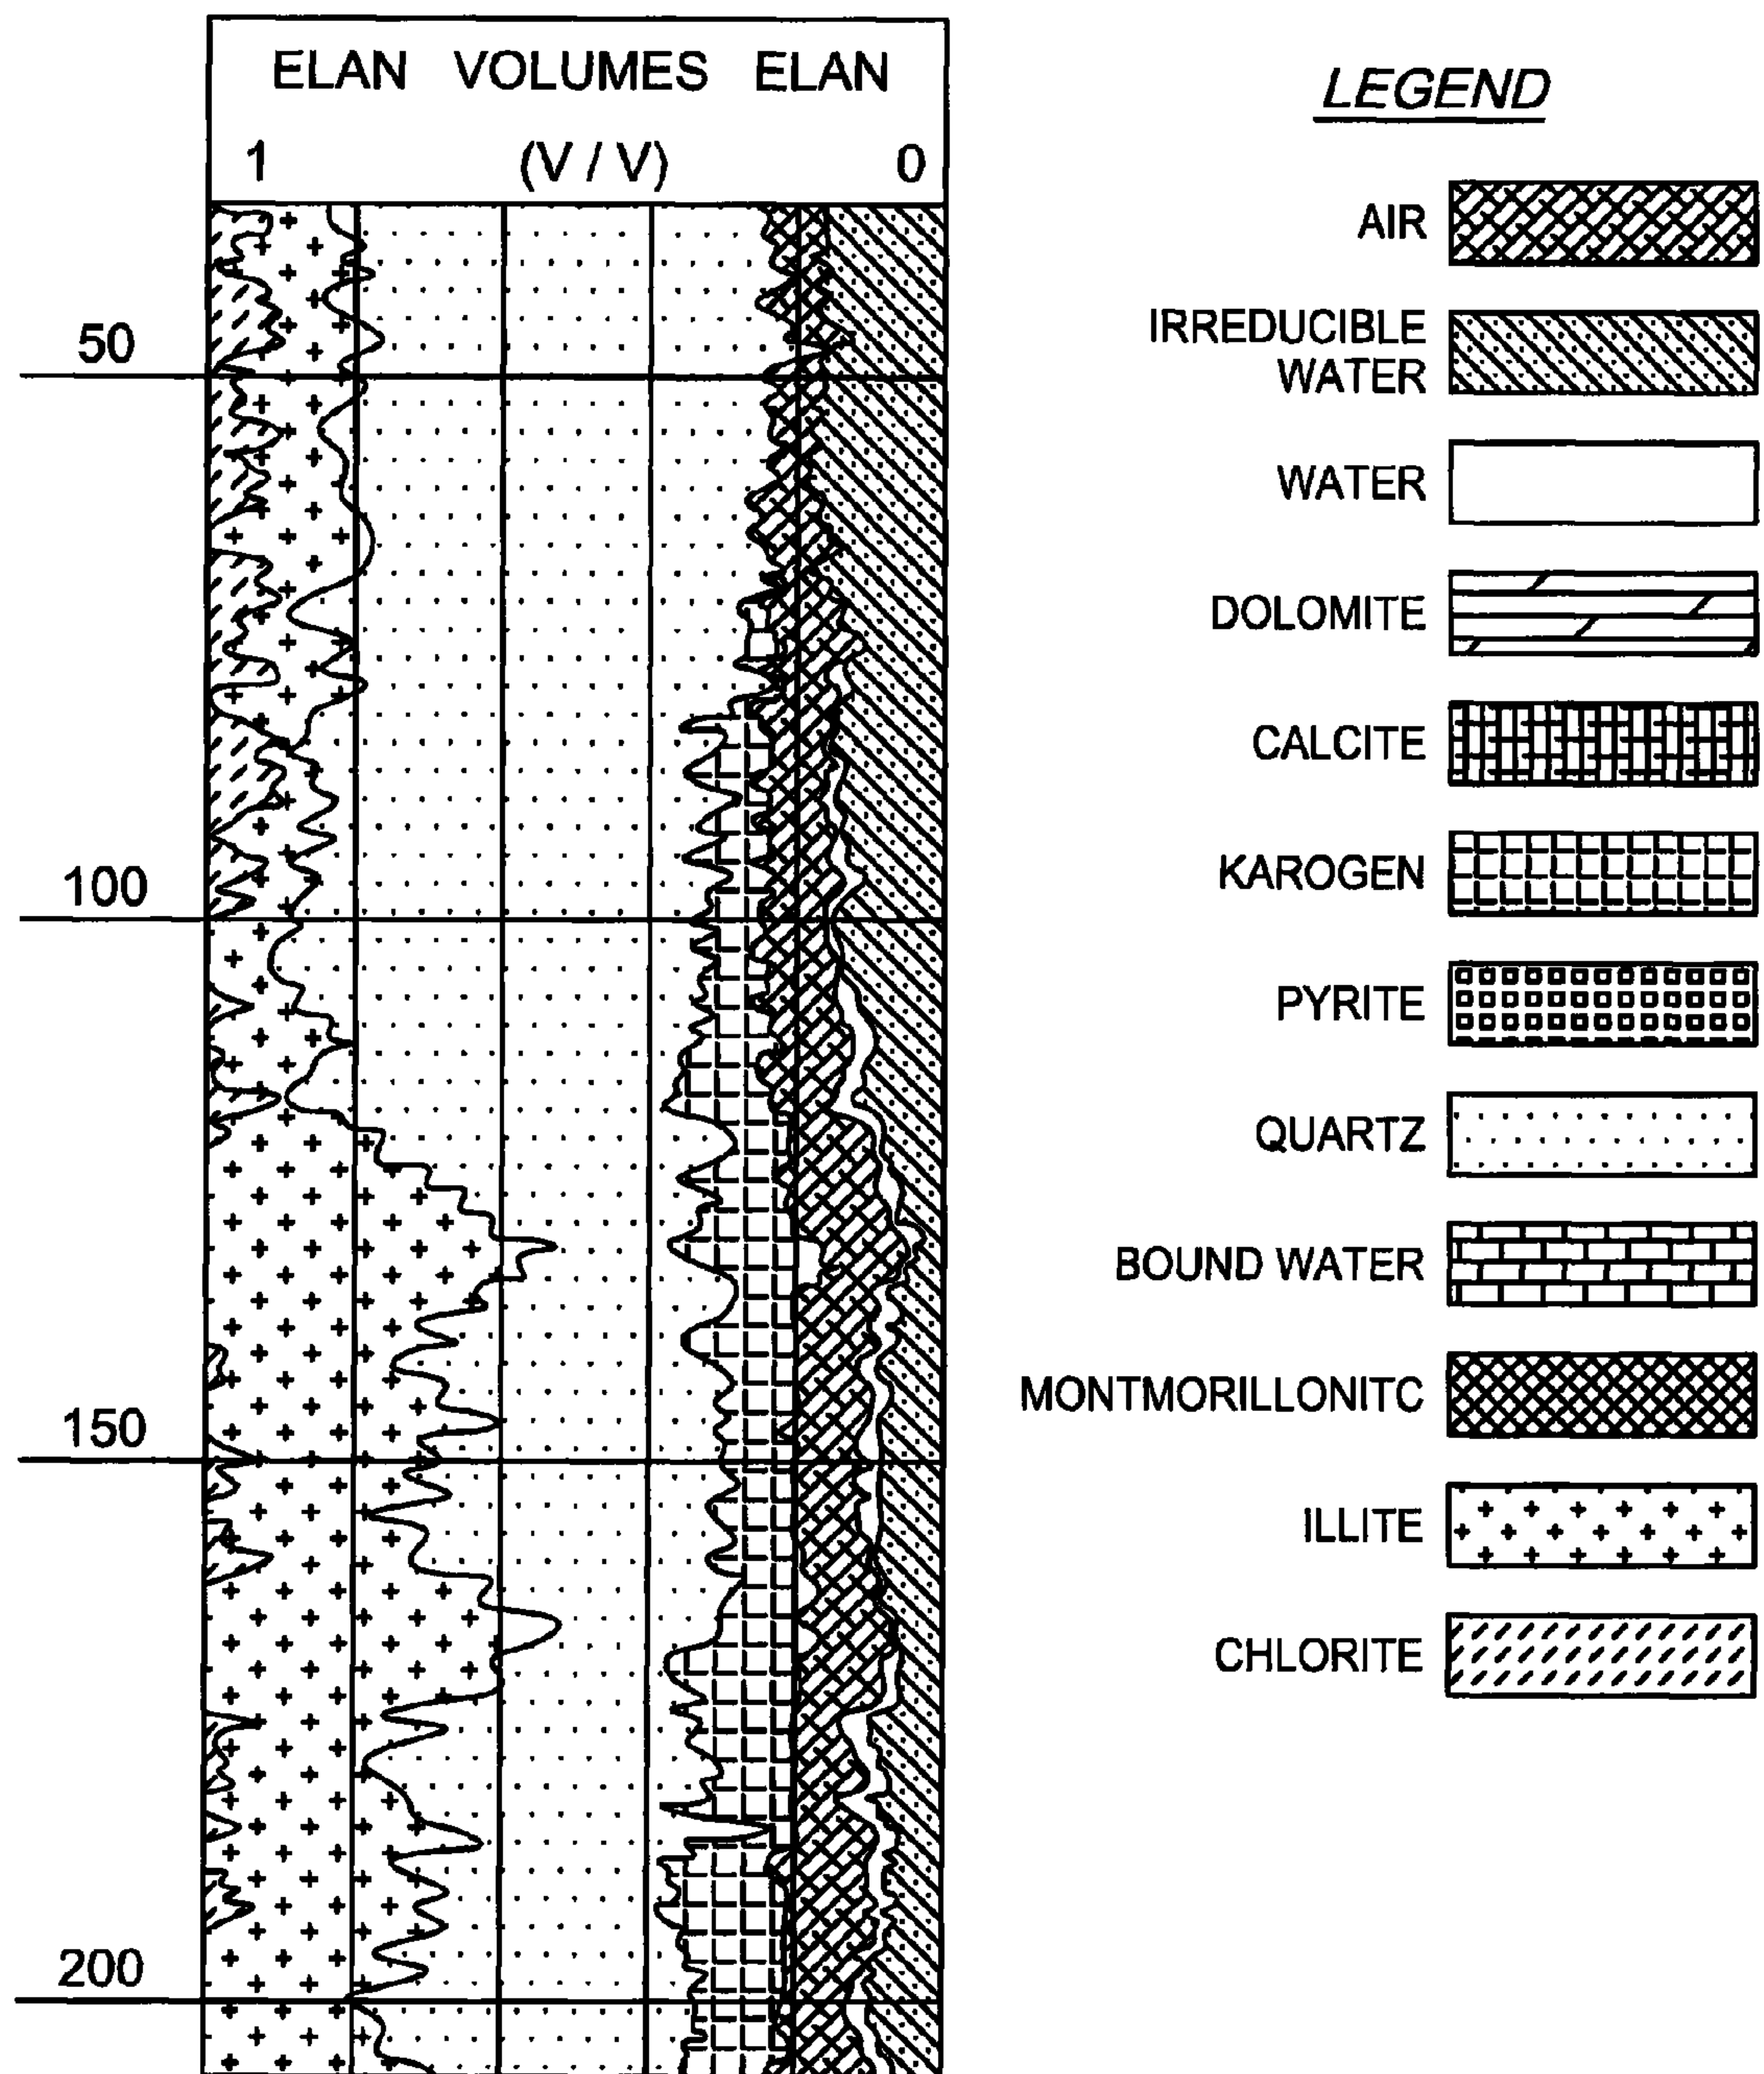 ELAN VOLUMES ELAN
1 (V / V) 0
50
100
150
200
LEGEND
AIR
IRREDUCIBLE
WATER
WATER
DOLOMITE
CALCITE
KAROGEN
PYRITE
QUARTZ
BOUND WATER
MONTMORILLONITC
ILLITE
CHLORITE